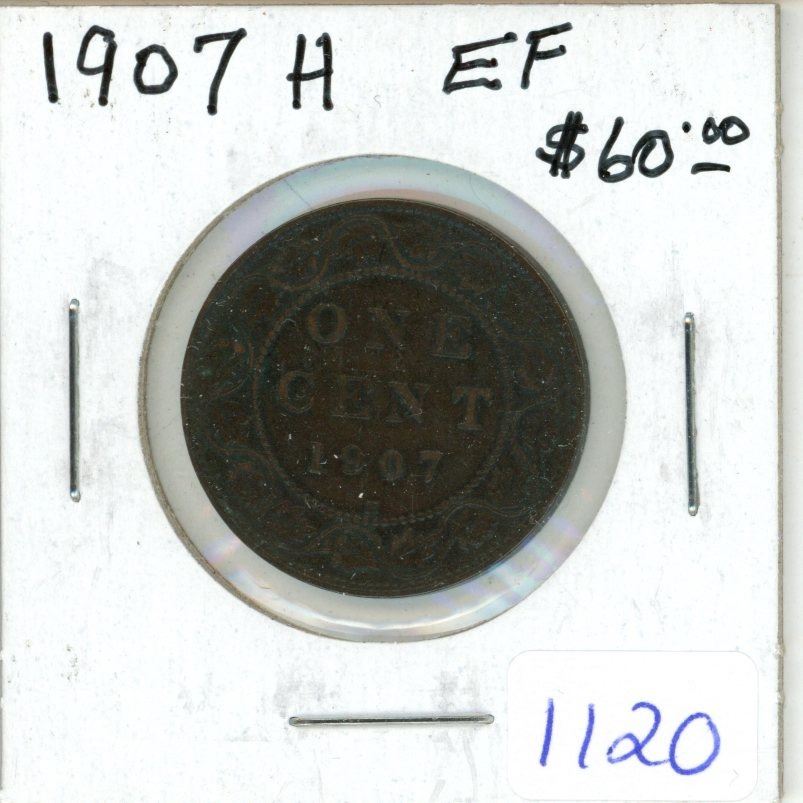 1907 H EF
$60.00
ONE
CENT
1907
H
1120